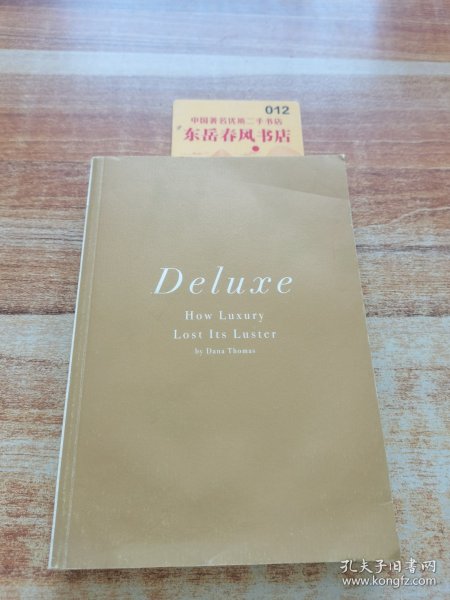 012
中国著名优质二手书店
东岳春风书店
Deluxe
How Luxury
Lost Its Luster
by Dana Thomas
孔夫子旧书网
www.kongfz.com